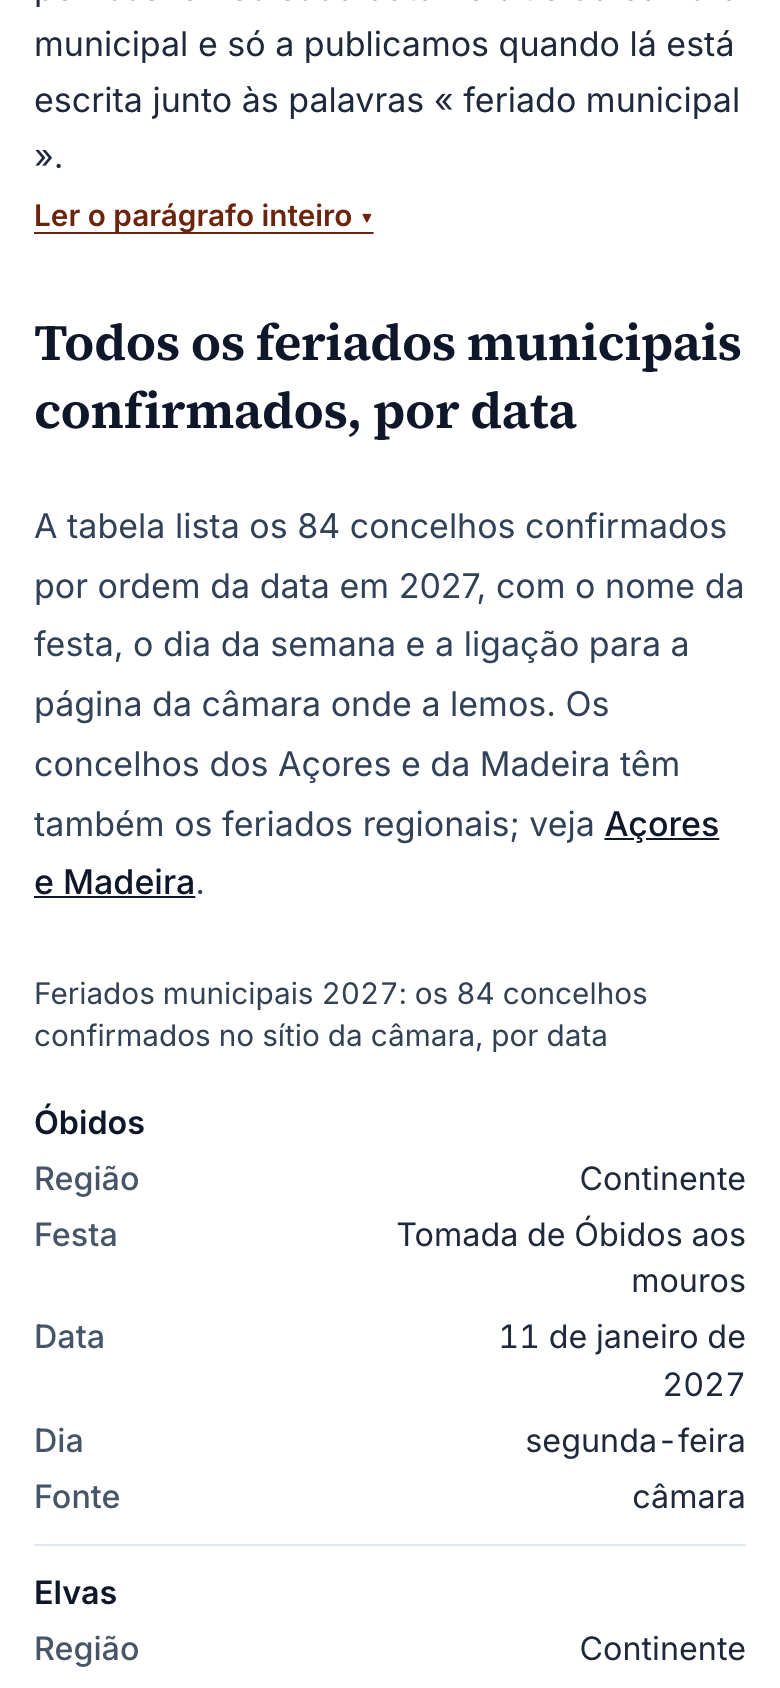 municipal e só a publicamos quando lá está
escrita junto às palavras « feriado municipal
».
Ler o parágrafo inteiro ▾
Todos os feriados municipais
confirmados, por data
A tabela lista os 84 concelhos confirmados
por ordem da data em 2027, com o nome da
festa, o dia da semana e a ligação para a
página da câmara onde a lemos. Os
concelhos dos Açores e da Madeira têm
também os feriados regionais; veja Açores
e Madeira.
Feriados municipais 2027: os 84 concelhos
confirmados no sítio da câmara, por data
Óbidos
Região Continente
Festa Tomada de Óbidos aos
mouros
Data 11 de janeiro de
2027
Dia segunda-feira
Fonte câmara
Elvas
Região Continente